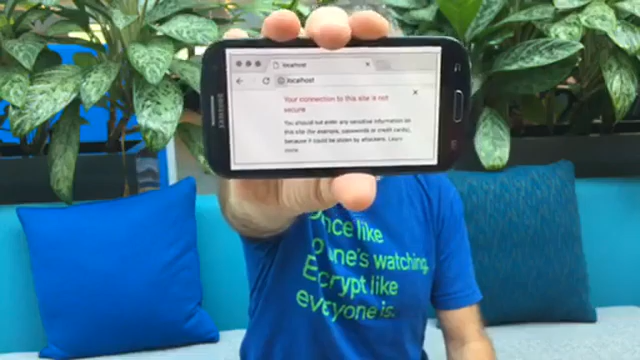 localhost
localhost
Your connection to this site is not
secure
You should not enter any sensitive information on
this site (for example, passwords or credit cards),
because it could be stolen by attackers. Learn
more
SAMSUNG
nce like
one's watching.
Encrypt like
everyone is.